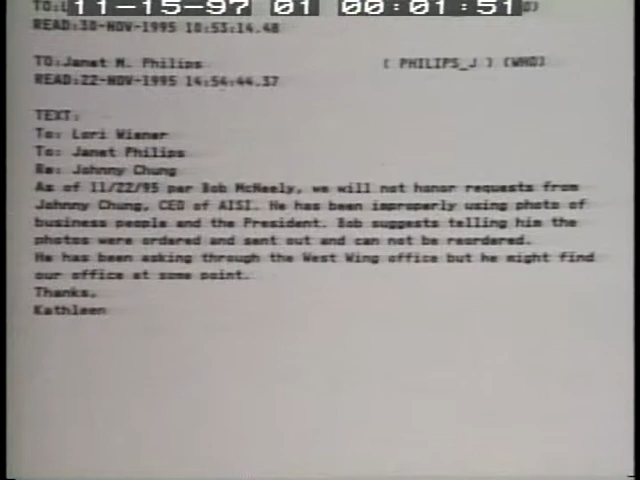 11-15-97 01 00:01:51
READ:30-NOV-1995 10:53:14.48
TO:Janet M. Philips ( PHILIPS_J ) (WHO)
READ:22-NOV-1995 14:54:44.37
TEXT:
To: Lori Wiener
To: Janet Philips
Re: Johnny Chung
As of 11/22/95 per Bob McNeely, we will not honor requests from
Johnny Chung, CEO of AISI. He has been improperly using photo of
business people and the President. Bob suggests telling him the
photos were ordered and sent out and can not be reordered.
He has been asking through the West Wing office but he might find
our office at some point.
Thanks,
Kathleen